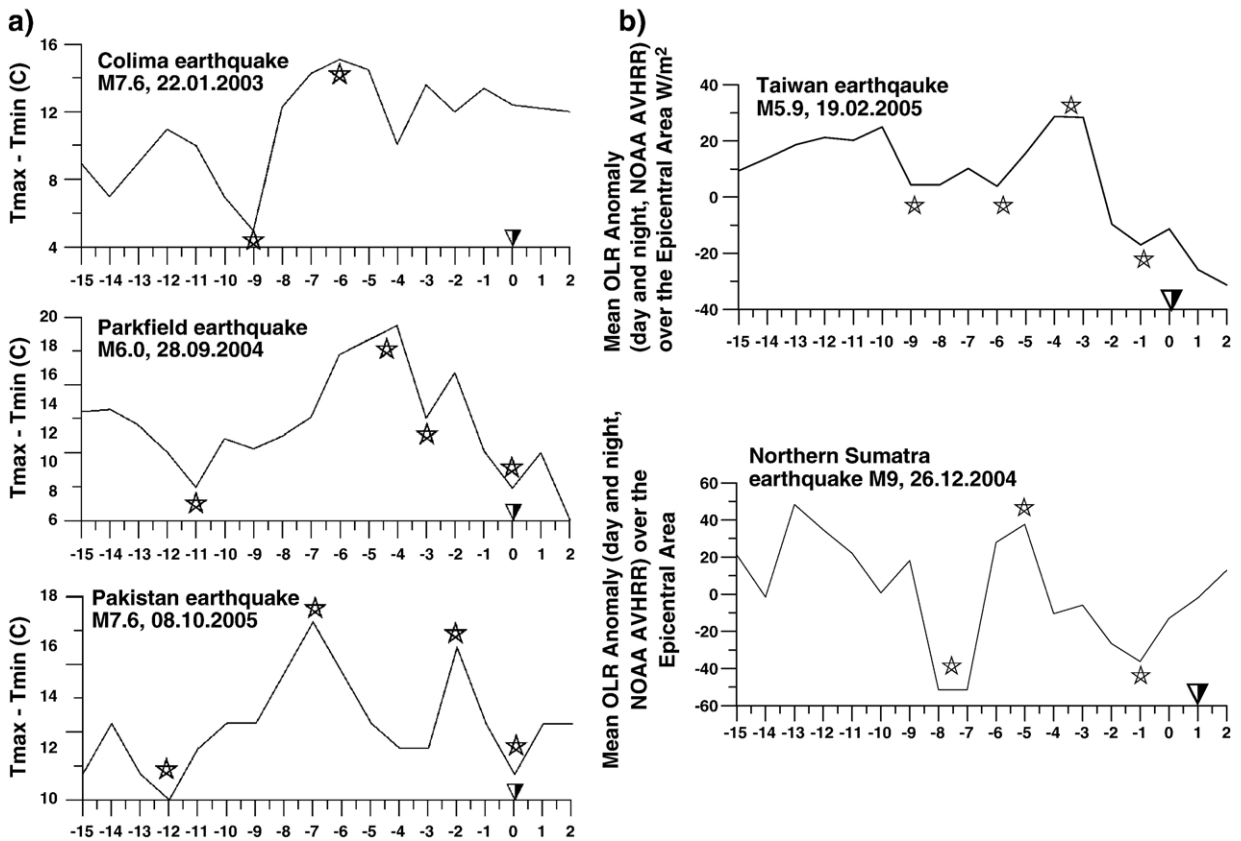 a)
Tmax - Tmin (C)
Colima earthquake
M7.6, 22.01.2003
16
12
8
4
-15 -14 -13 -12 -11 -10 -9 -8 -7 -6 -5 -4 -3 -2 -1 0 1 2
Tmax - Tmin (C)
Parkfield earthquake
M6.0, 28.09.2004
20
18
16
14
12
10
8
6
-15 -14 -13 -12 -11 -10 -9 -8 -7 -6 -5 -4 -3 -2 -1 0 1 2
Tmax - Tmin (C)
Pakistan earthquake
M7.6, 08.10.2005
18
16
14
12
10
-15 -14 -13 -12 -11 -10 -9 -8 -7 -6 -5 -4 -3 -2 -1 0 1 2
b)
Mean OLR Anomaly
(day and night, NOAA AVHRR)
over the Epicentral Area W/m²
Taiwan earthqauke
M5.9, 19.02.2005
40
20
0
-20
-40
-15 -14 -13 -12 -11 -10 -9 -8 -7 -6 -5 -4 -3 -2 -1 0 1 2
Mean OLR Anomaly (day and night,
NOAA AVHRR) over the
Epicentral Area
Northern Sumatra
earthquake M9, 26.12.2004
60
40
20
0
-20
-40
-60
-15 -14 -13 -12 -11 -10 -9 -8 -7 -6 -5 -4 -3 -2 -1 0 1 2